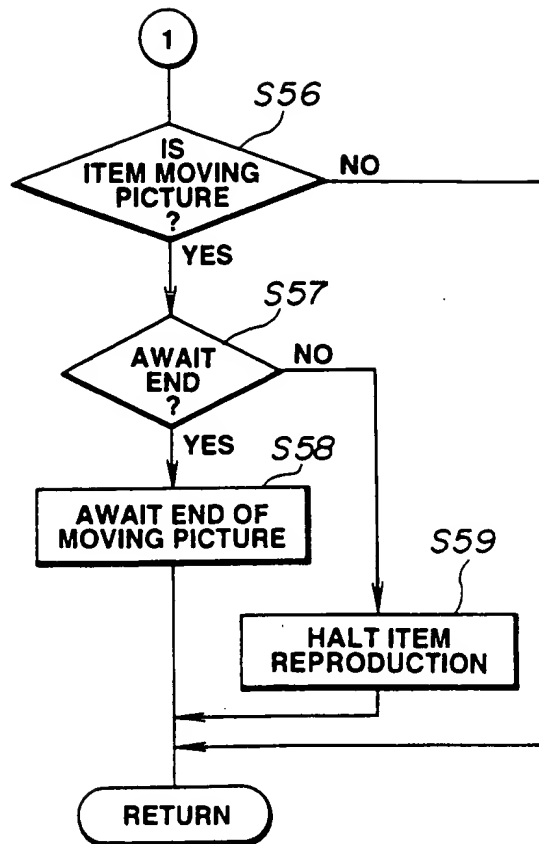 1
S56
IS
ITEM MOVING
PICTURE
?
NO
YES
S57
AWAIT
END
?
NO
YES
S58
AWAIT END OF
MOVING PICTURE
S59
HALT ITEM
REPRODUCTION
RETURN